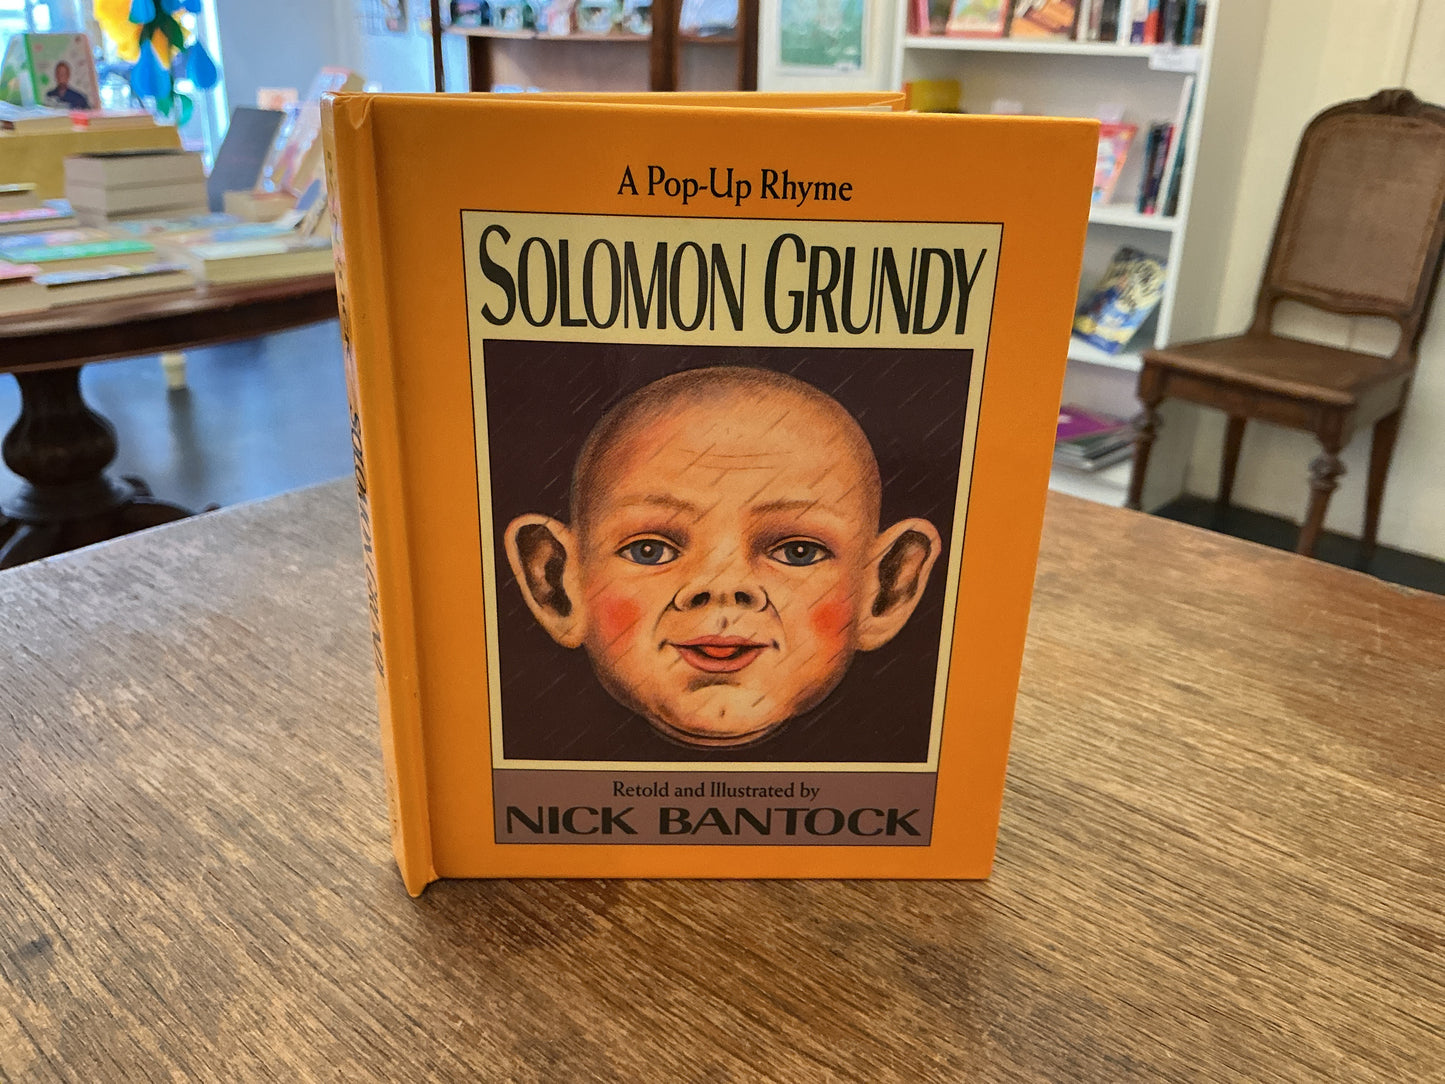 A Pop-Up Rhyme
SOLOMON GRUNDY
Retold and Illustrated by
NICK BANTOCK
SOLOMON GRUNDY